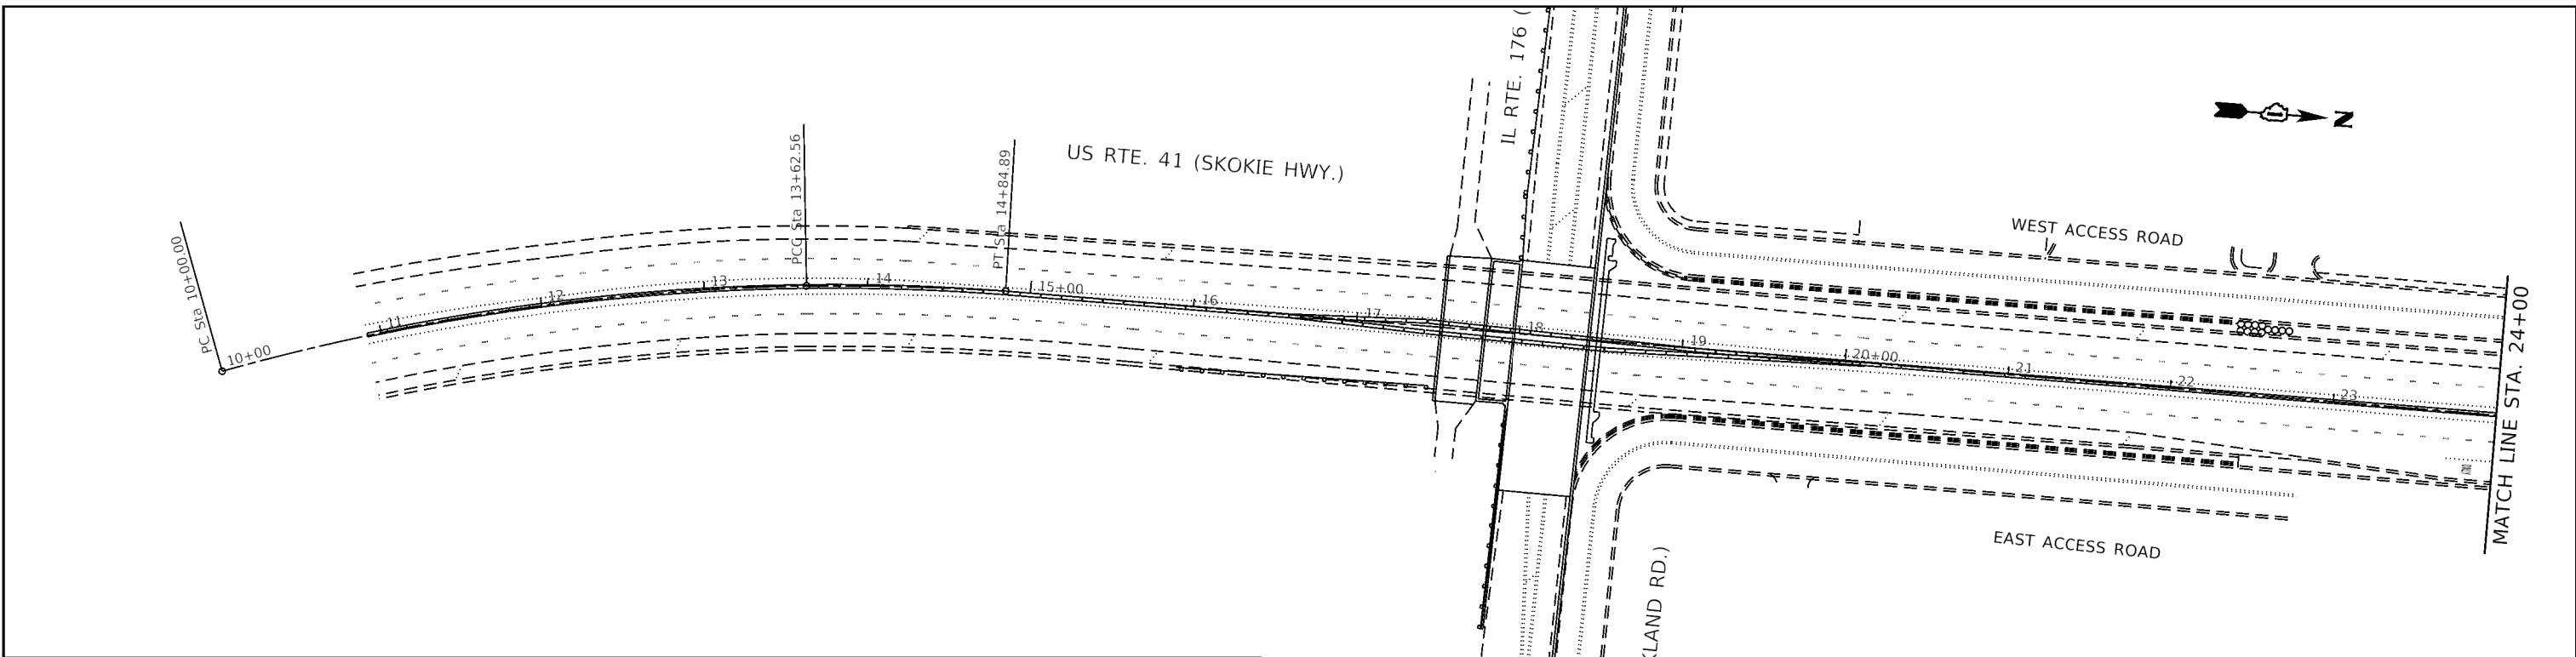 PC Sta 10+00.00
10+00
11
12
13
PCC Sta 13+62.56
14
PT Sta 14+84.89
15+00
US RTE. 41 (SKOKIE HWY.)
16
17
IL RTE. 176 (
18
19
20+00
21
22
23
WEST ACCESS ROAD
N
EAST ACCESS ROAD
KLAND RD.)
MATCH LINE STA. 24+00